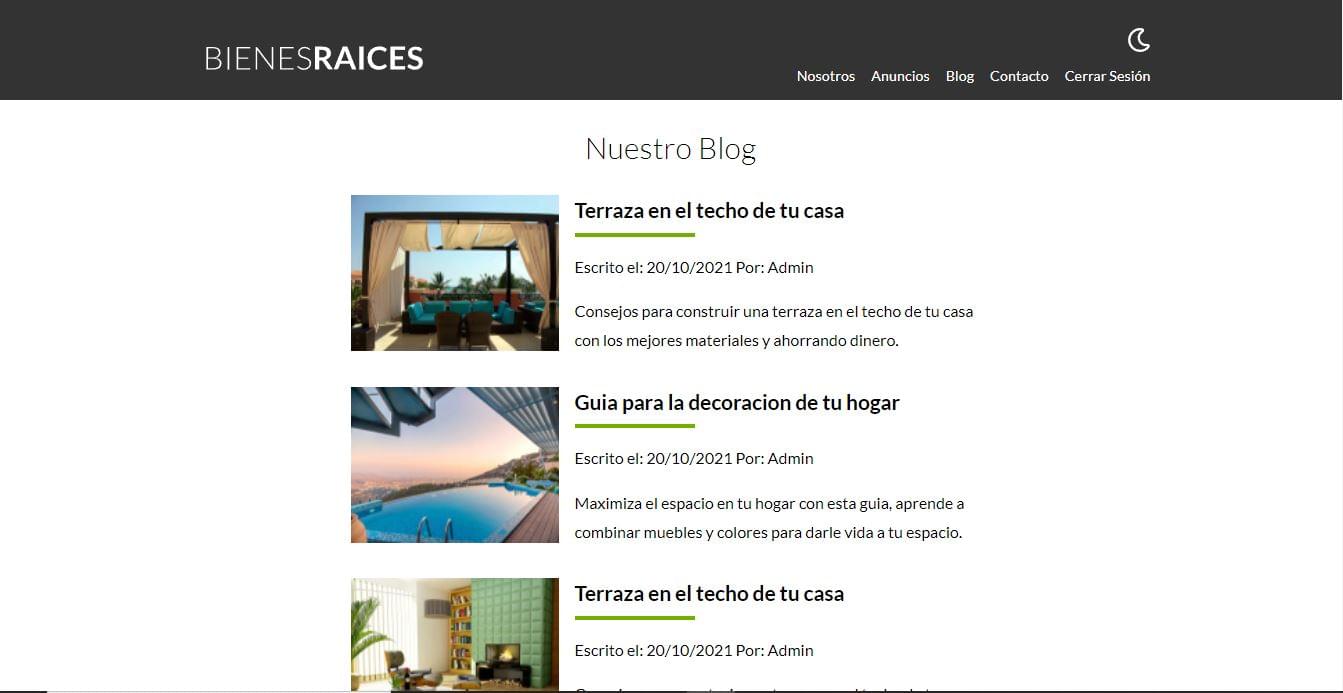 BIENESRAICES
Nosotros Anuncios Blog Contacto Cerrar Sesión
Nuestro Blog
Terraza en el techo de tu casa
Escrito el: 20/10/2021 Por: Admin
Consejos para construir una terraza en el techo de tu casa
con los mejores materiales y ahorrando dinero.
Guia para la decoracion de tu hogar
Escrito el: 20/10/2021 Por: Admin
Maximiza el espacio en tu hogar con esta guia, aprende a
combinar muebles y colores para darle vida a tu espacio.
Terraza en el techo de tu casa
Escrito el: 20/10/2021 Por: Admin